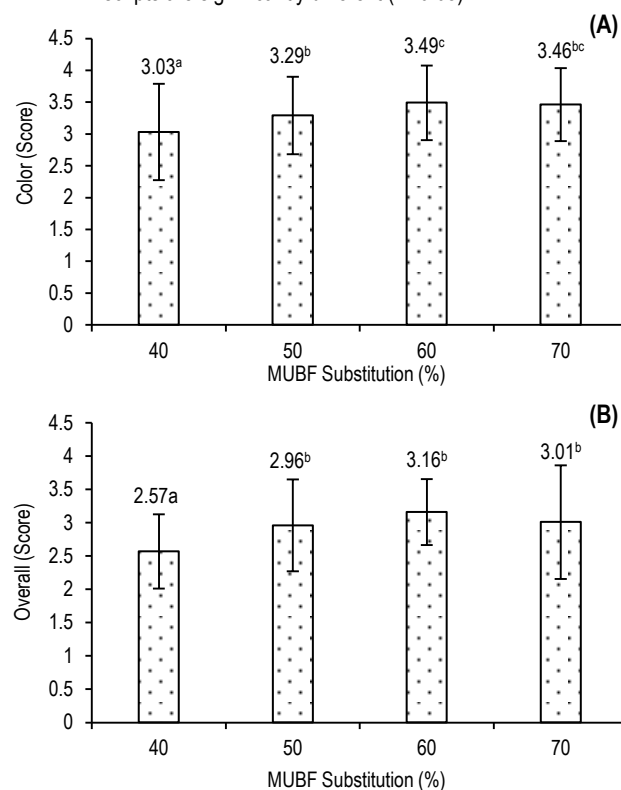 (A)
4.5
4
3.5
3
2.5
2
1.5
1
0.5
0
Color (Score)
3.03a
3.29b
3.49c
3.46bc
40 50 60 70
MUBF Substitution (%)
(B)
4.5
4
3.5
3
2.5
2
1.5
1
0.5
0
Overall (Score)
2.57a
2.96b
3.16b
3.01b
40 50 60 70
MUBF Substitution (%)